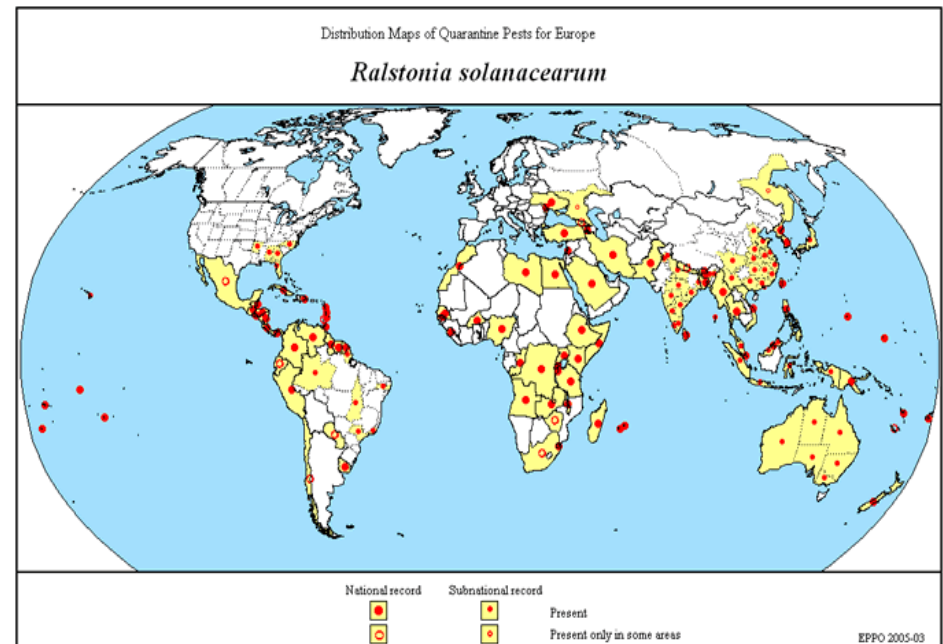 Distribution Maps of Quarantine Pests for Europe
Ralstonia solanacearum
National record Subnational record
Present
Present only in some areas
EPPO 2005-03